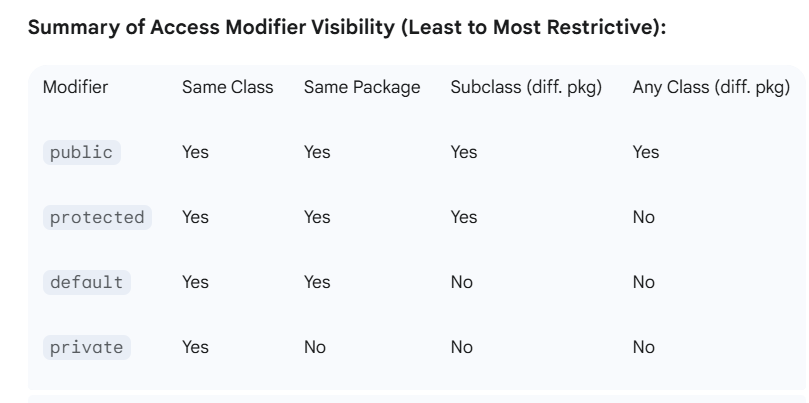 Summary of Access Modifier Visibility (Least to Most Restrictive):
Modifier Same Class Same Package Subclass (diff. pkg) Any Class (diff. pkg)
public Yes Yes Yes Yes
protected Yes Yes Yes No
default Yes Yes No No
private Yes No No No